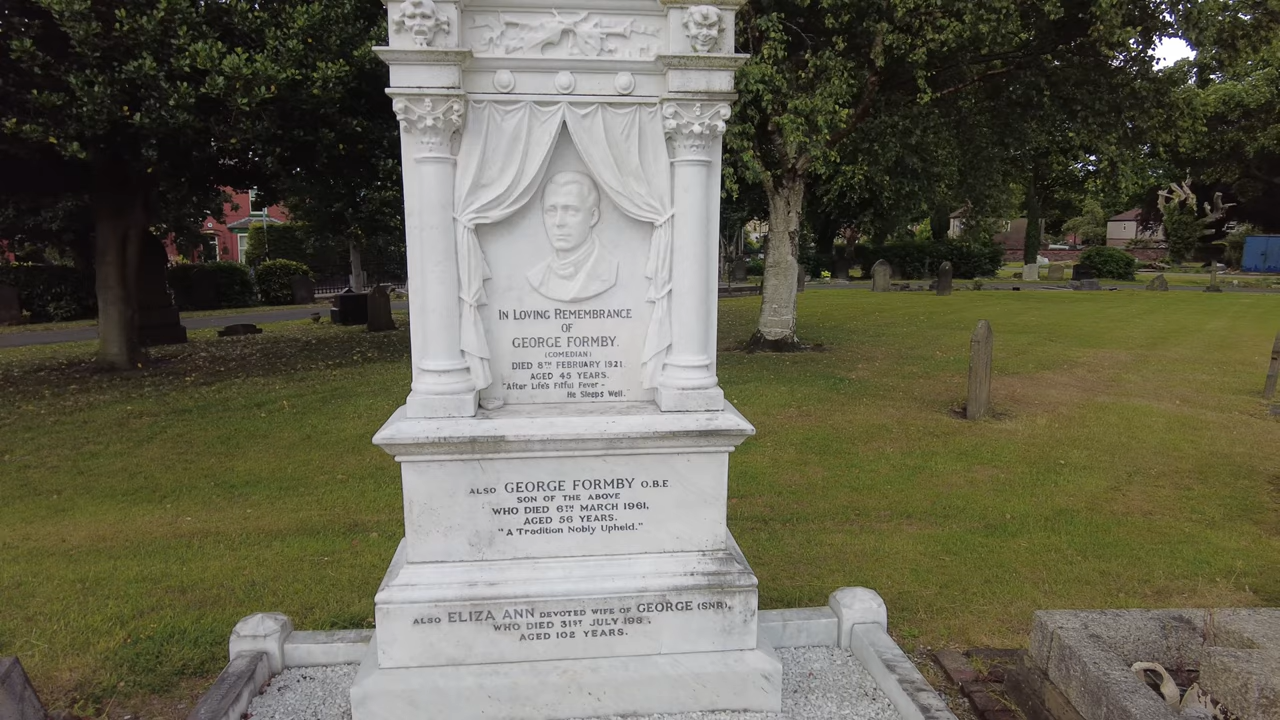 IN LOVING REMEMBRANCE
OF
GEORGE FORMBY.
(COMEDIAN)
DIED 8TH FEBRUARY 1921.
AGED 45 YEARS.
"After Life's Fitful Fever-
He Sleeps Well.
ALSO GEORGE FORMBY O.B.E.
SON OF THE ABOVE
WHO DIED 6TH MARCH 1961,
AGED 56 YEARS.
"A Tradition Nobly Upheld."
ALSO ELIZA ANN DEVOTED WIFE OF GEORGE (SNR),
WHO DIED 31ST JULY
AGED 102 YEARS.